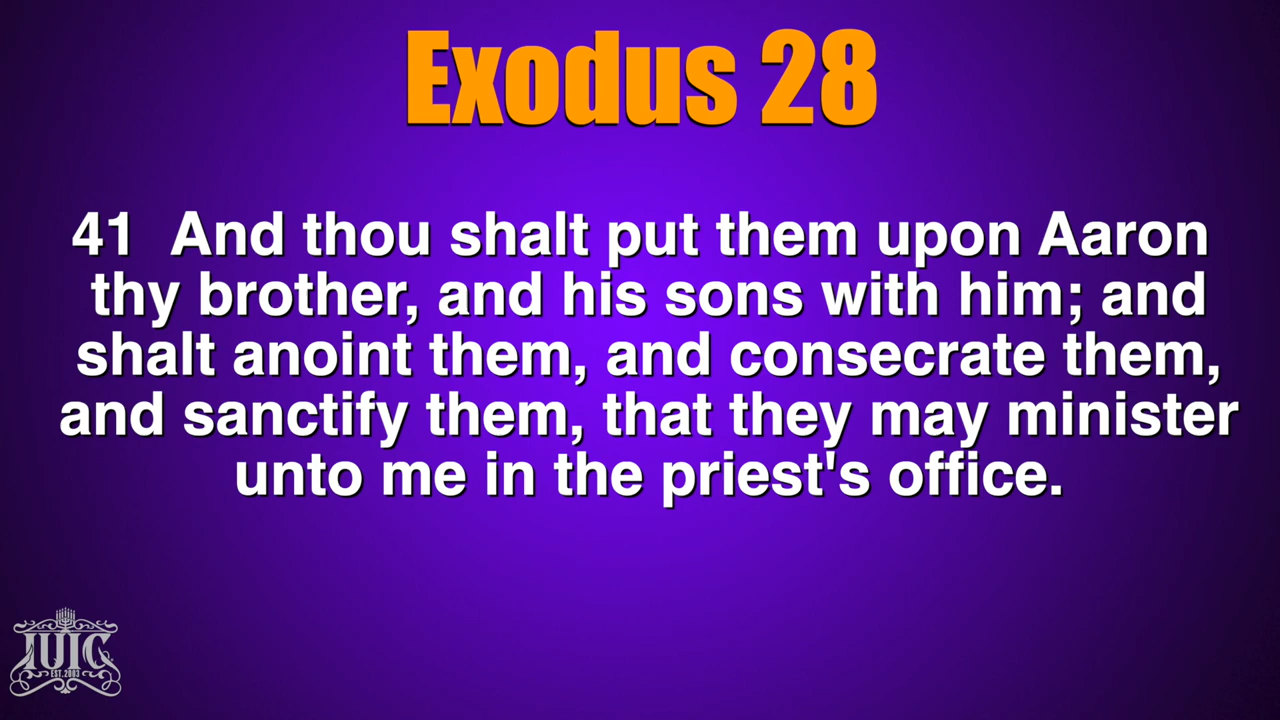 Exodus 28
41 And thou shalt put them upon Aaron
thy brother, and his sons with him; and
shalt anoint them, and consecrate them,
and sanctify them, that they may minister
unto me in the priest's office.
IUIC
EST. 2003